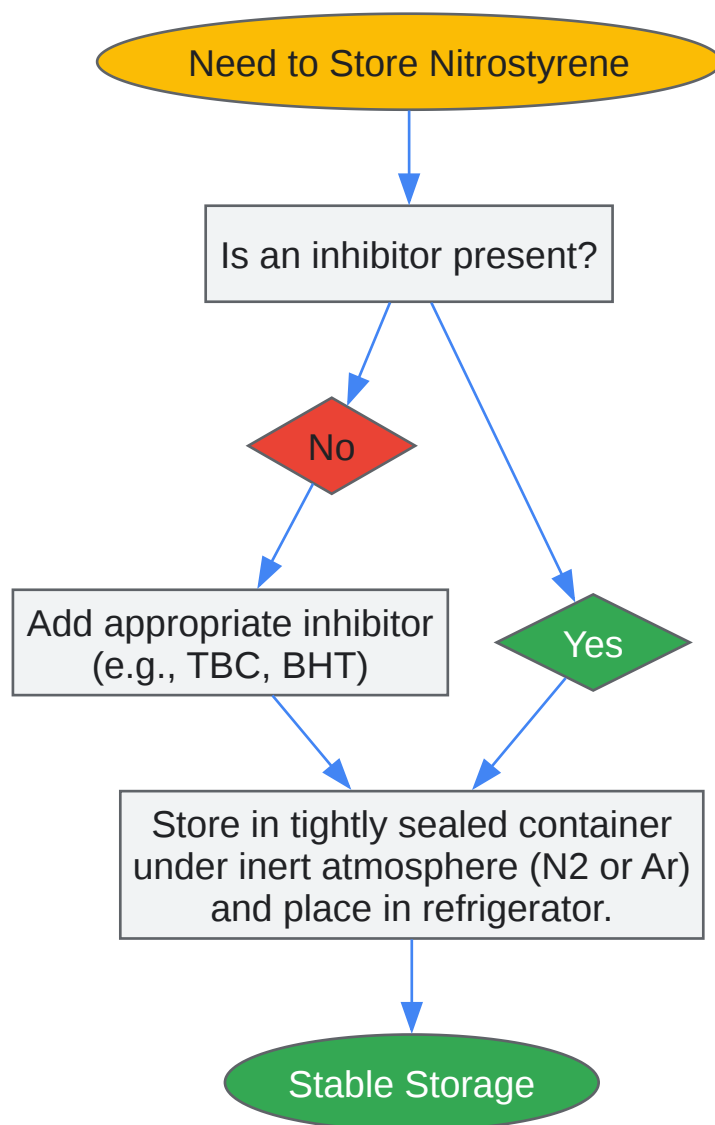 Need to Store Nitrostyrene
Is an inhibitor present?
No
Add appropriate inhibitor
(e.g., TBC, BHT)
Yes
Store in tightly sealed container
under inert atmosphere (N2 or Ar)
and place in refrigerator.
Stable Storage